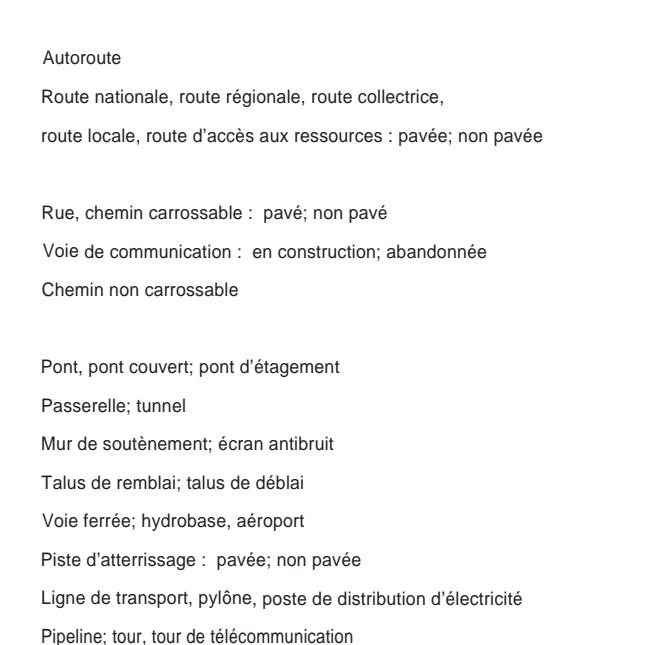 Autoroute
Route nationale, route régionale, route collectrice,
route locale, route d'accès aux ressources : pavée; non pavée
Rue, chemin carrossable : pavé; non pavé
Voie de communication : en construction; abandonnée
Chemin non carrossable
Pont, pont couvert; pont d'étagement
Passerelle; tunnel
Mur de soutènement; écran antibruit
Talus de remblai; talus de déblai
Voie ferrée; hydrobase, aéroport
Piste d'atterrissage : pavée; non pavée
Ligne de transport, pylône, poste de distribution d'électricité
Pipeline; tour, tour de télécommunication